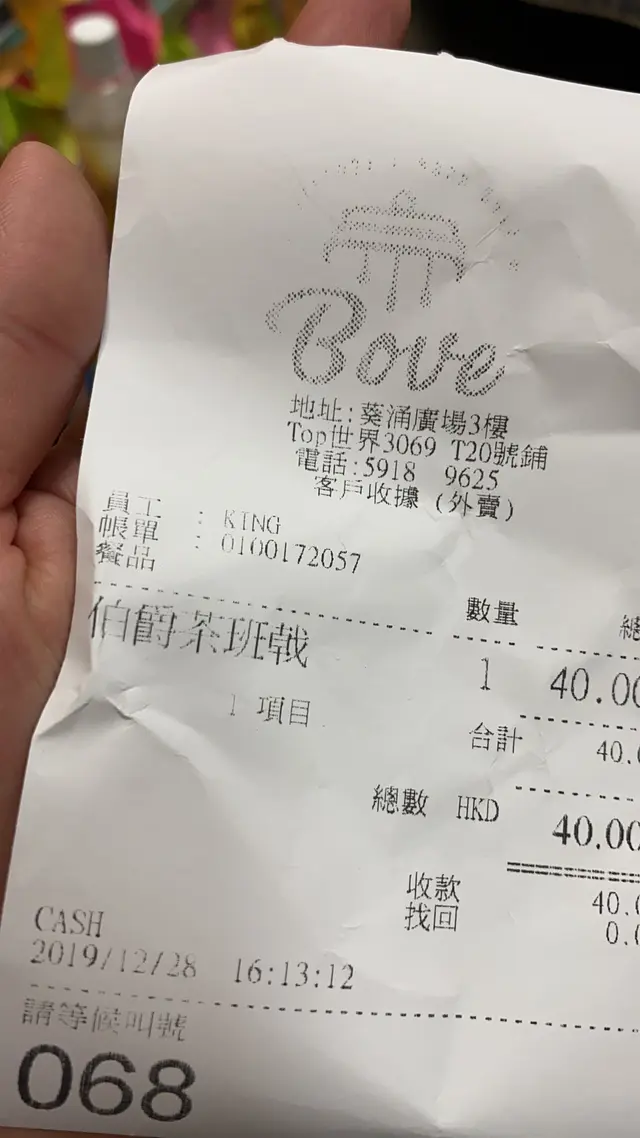 Bove
地址:葵涌廣場3樓
Top世界3069 T20號鋪
電話:5918 9625
客戶收據 (外賣)
員工 : KING
帳單 : 0100172057
餐品 數量 總
伯爵茶班戟 1 40.00
1 項目 合計 40.0
總數 HKD 40.00
收款 40.0
找回 0.0
CASH
2019/12/28 16:13:12
請等候叫號
068